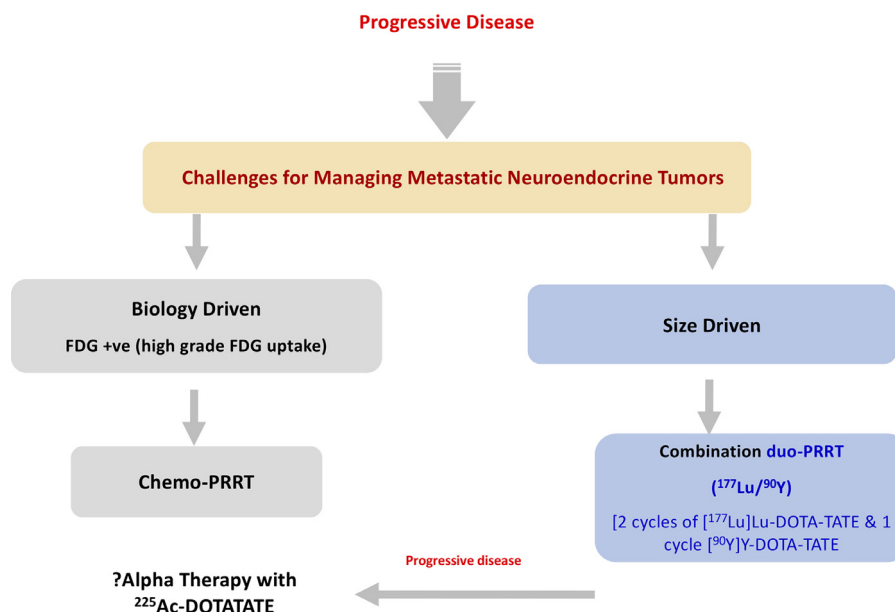 Progressive Disease
Challenges for Managing Metastatic Neuroendocrine Tumors
Biology Driven
FDG +ve (high grade FDG uptake)
Size Driven
Chemo-PRRT
Combination duo-PRRT
(¹⁷⁷Lu/⁹⁰Y)
[2 cycles of [¹⁷⁷Lu]Lu-DOTA-TATE & 1
cycle [⁹⁰Y]Y-DOTA-TATE
Progressive disease
?Alpha Therapy with
²²⁵Ac-DOTATATE